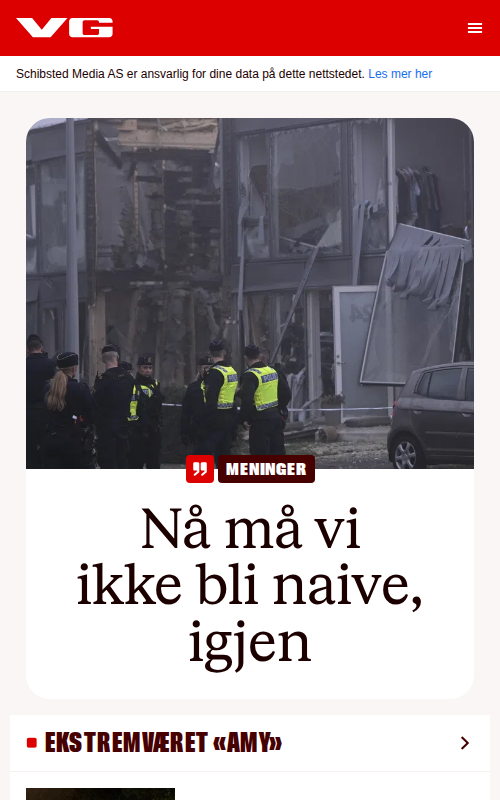 VG
Schibsted Media AS er ansvarlig for dine data på dette nettstedet. Les mer her
MENINGER
Nå må vi
ikke bli naive,
igjen
EKSTREMVÆRET «AMY»